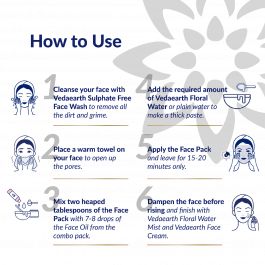 How to Use
1
Cleanse your face with
Vedaearth Sulphate Free
Face Wash to remove all
the dirt and grime.
2
Place a warm towel on
your face to open up
the pores.
3
Mix two heaped
tablespoons of the Face
Pack with 7-8 drops of
the Face Oil from the
combo pack.
4
Add the required amount
of Vedaearth Floral
Water or plain water to
make a thick paste.
5
Apply the Face Pack
and leave for 15-20
minutes only.
6
Dampen the face before
rising and finish with
Vedaearth Floral Water
Mist and Vedaearth Face
Cream.